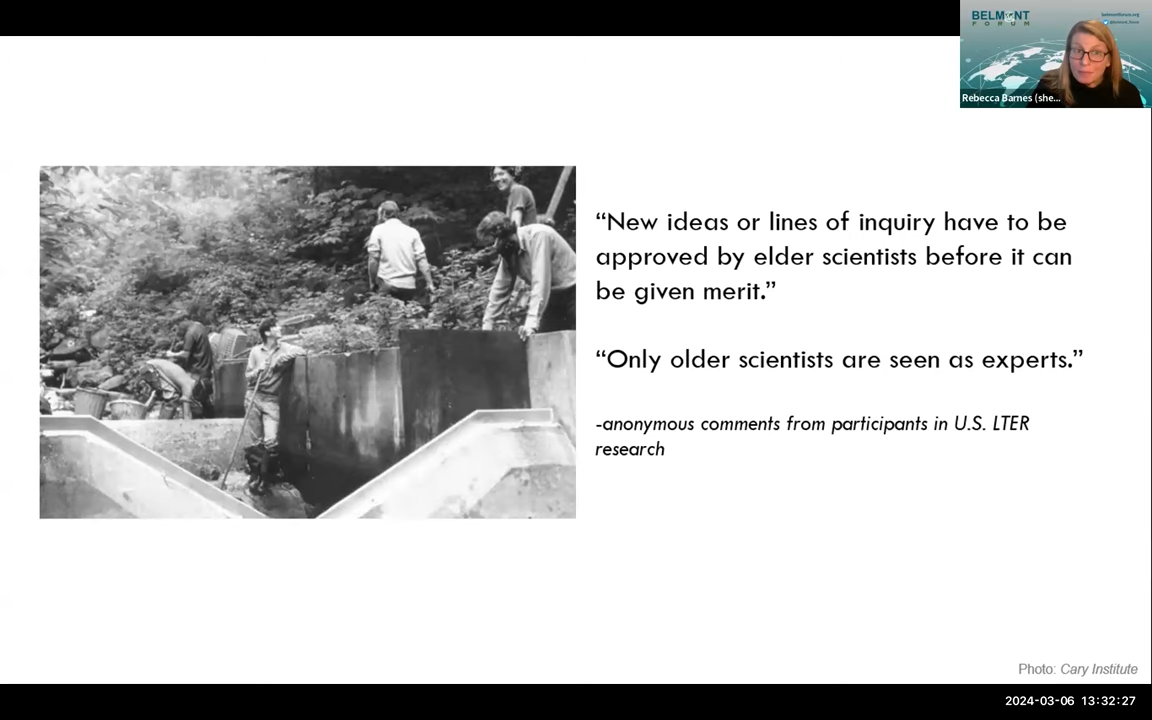 BELMONT
FORUM
belmontforum.org
@belmont_forum
Rebecca Barnes (she...
“New ideas or lines of inquiry have to be
approved by elder scientists before it can
be given merit.”
“Only older scientists are seen as experts.”
-anonymous comments from participants in U.S. LTER
research
Photo: Cary Institute
2024-03-06 13:32:27